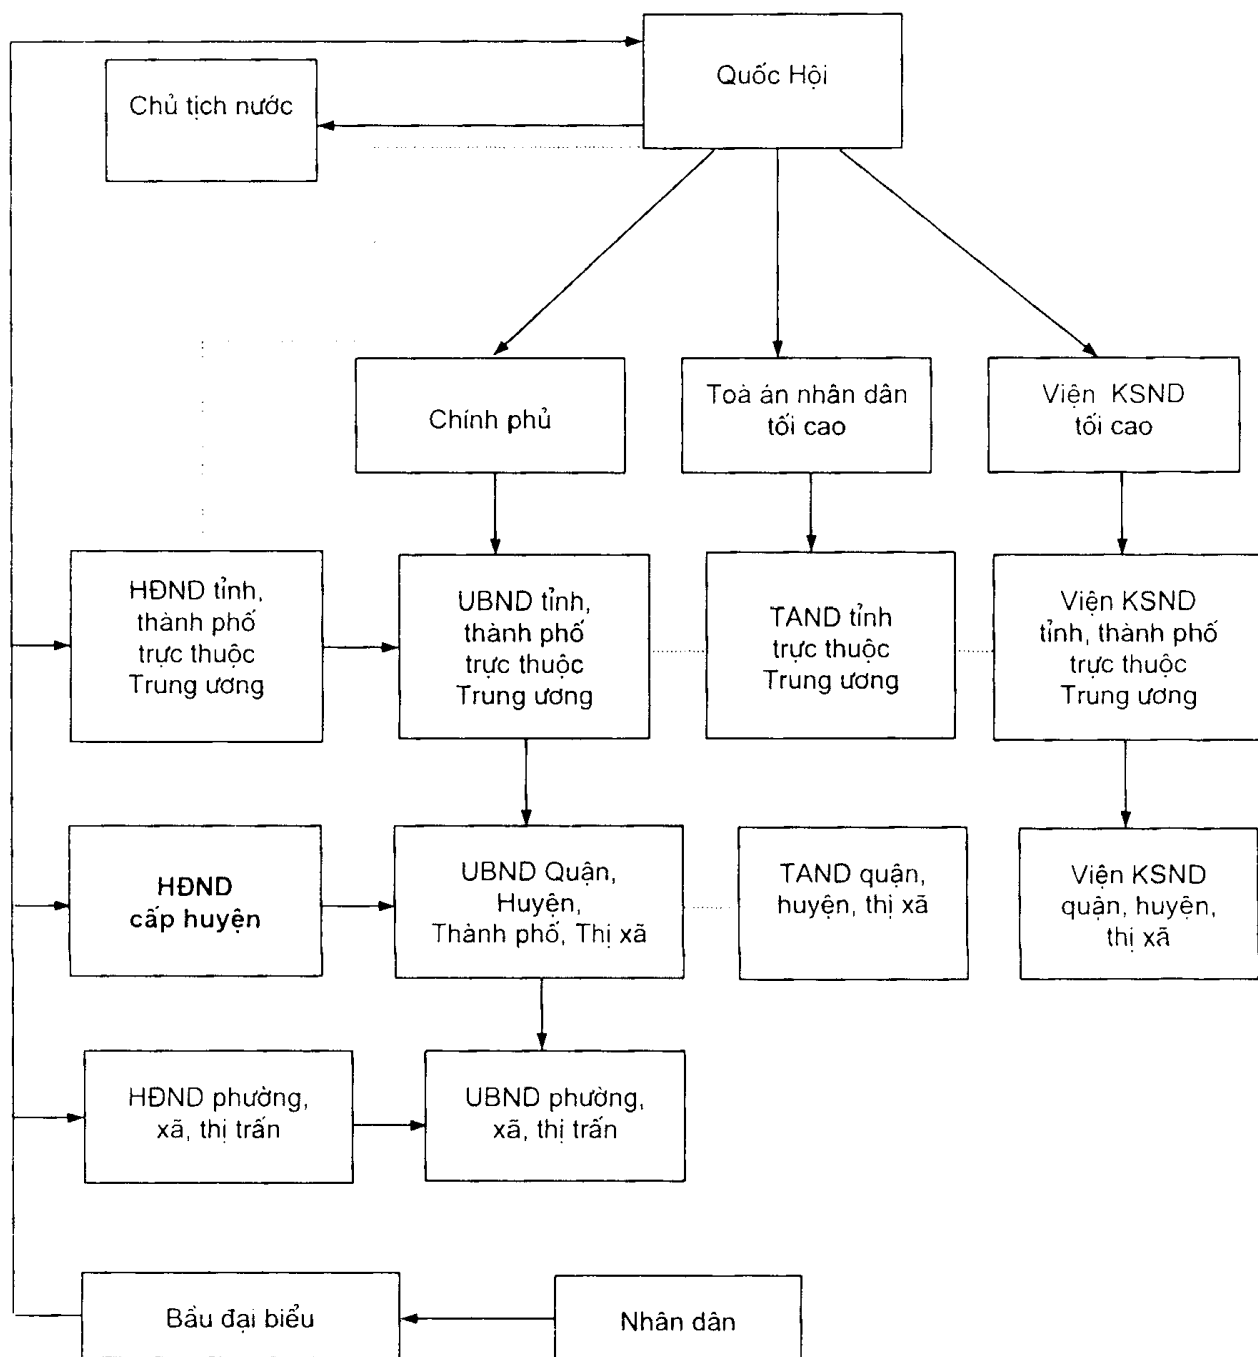 Quốc Hội
Chủ tịch nước
Chính phủ
Toà án nhân dân
tối cao
Viện KSND
tối cao
HĐND tỉnh,
thành phố
trực thuộc
Trung ương
UBND tỉnh,
thành phố
trực thuộc
Trung ương
TAND tỉnh
trực thuộc
Trung ương
Viện KSND
tỉnh, thành phố
trực thuộc
Trung ương
HĐND
cấp huyện
UBND Quận,
Huyện,
Thành phố, Thị xã
TAND quận,
huyện, thị xã
Viện KSND
quận, huyện,
thị xã
HĐND phường,
xã, thị trấn
UBND phường,
xã, thị trấn
Bầu đại biểu
Nhân dân